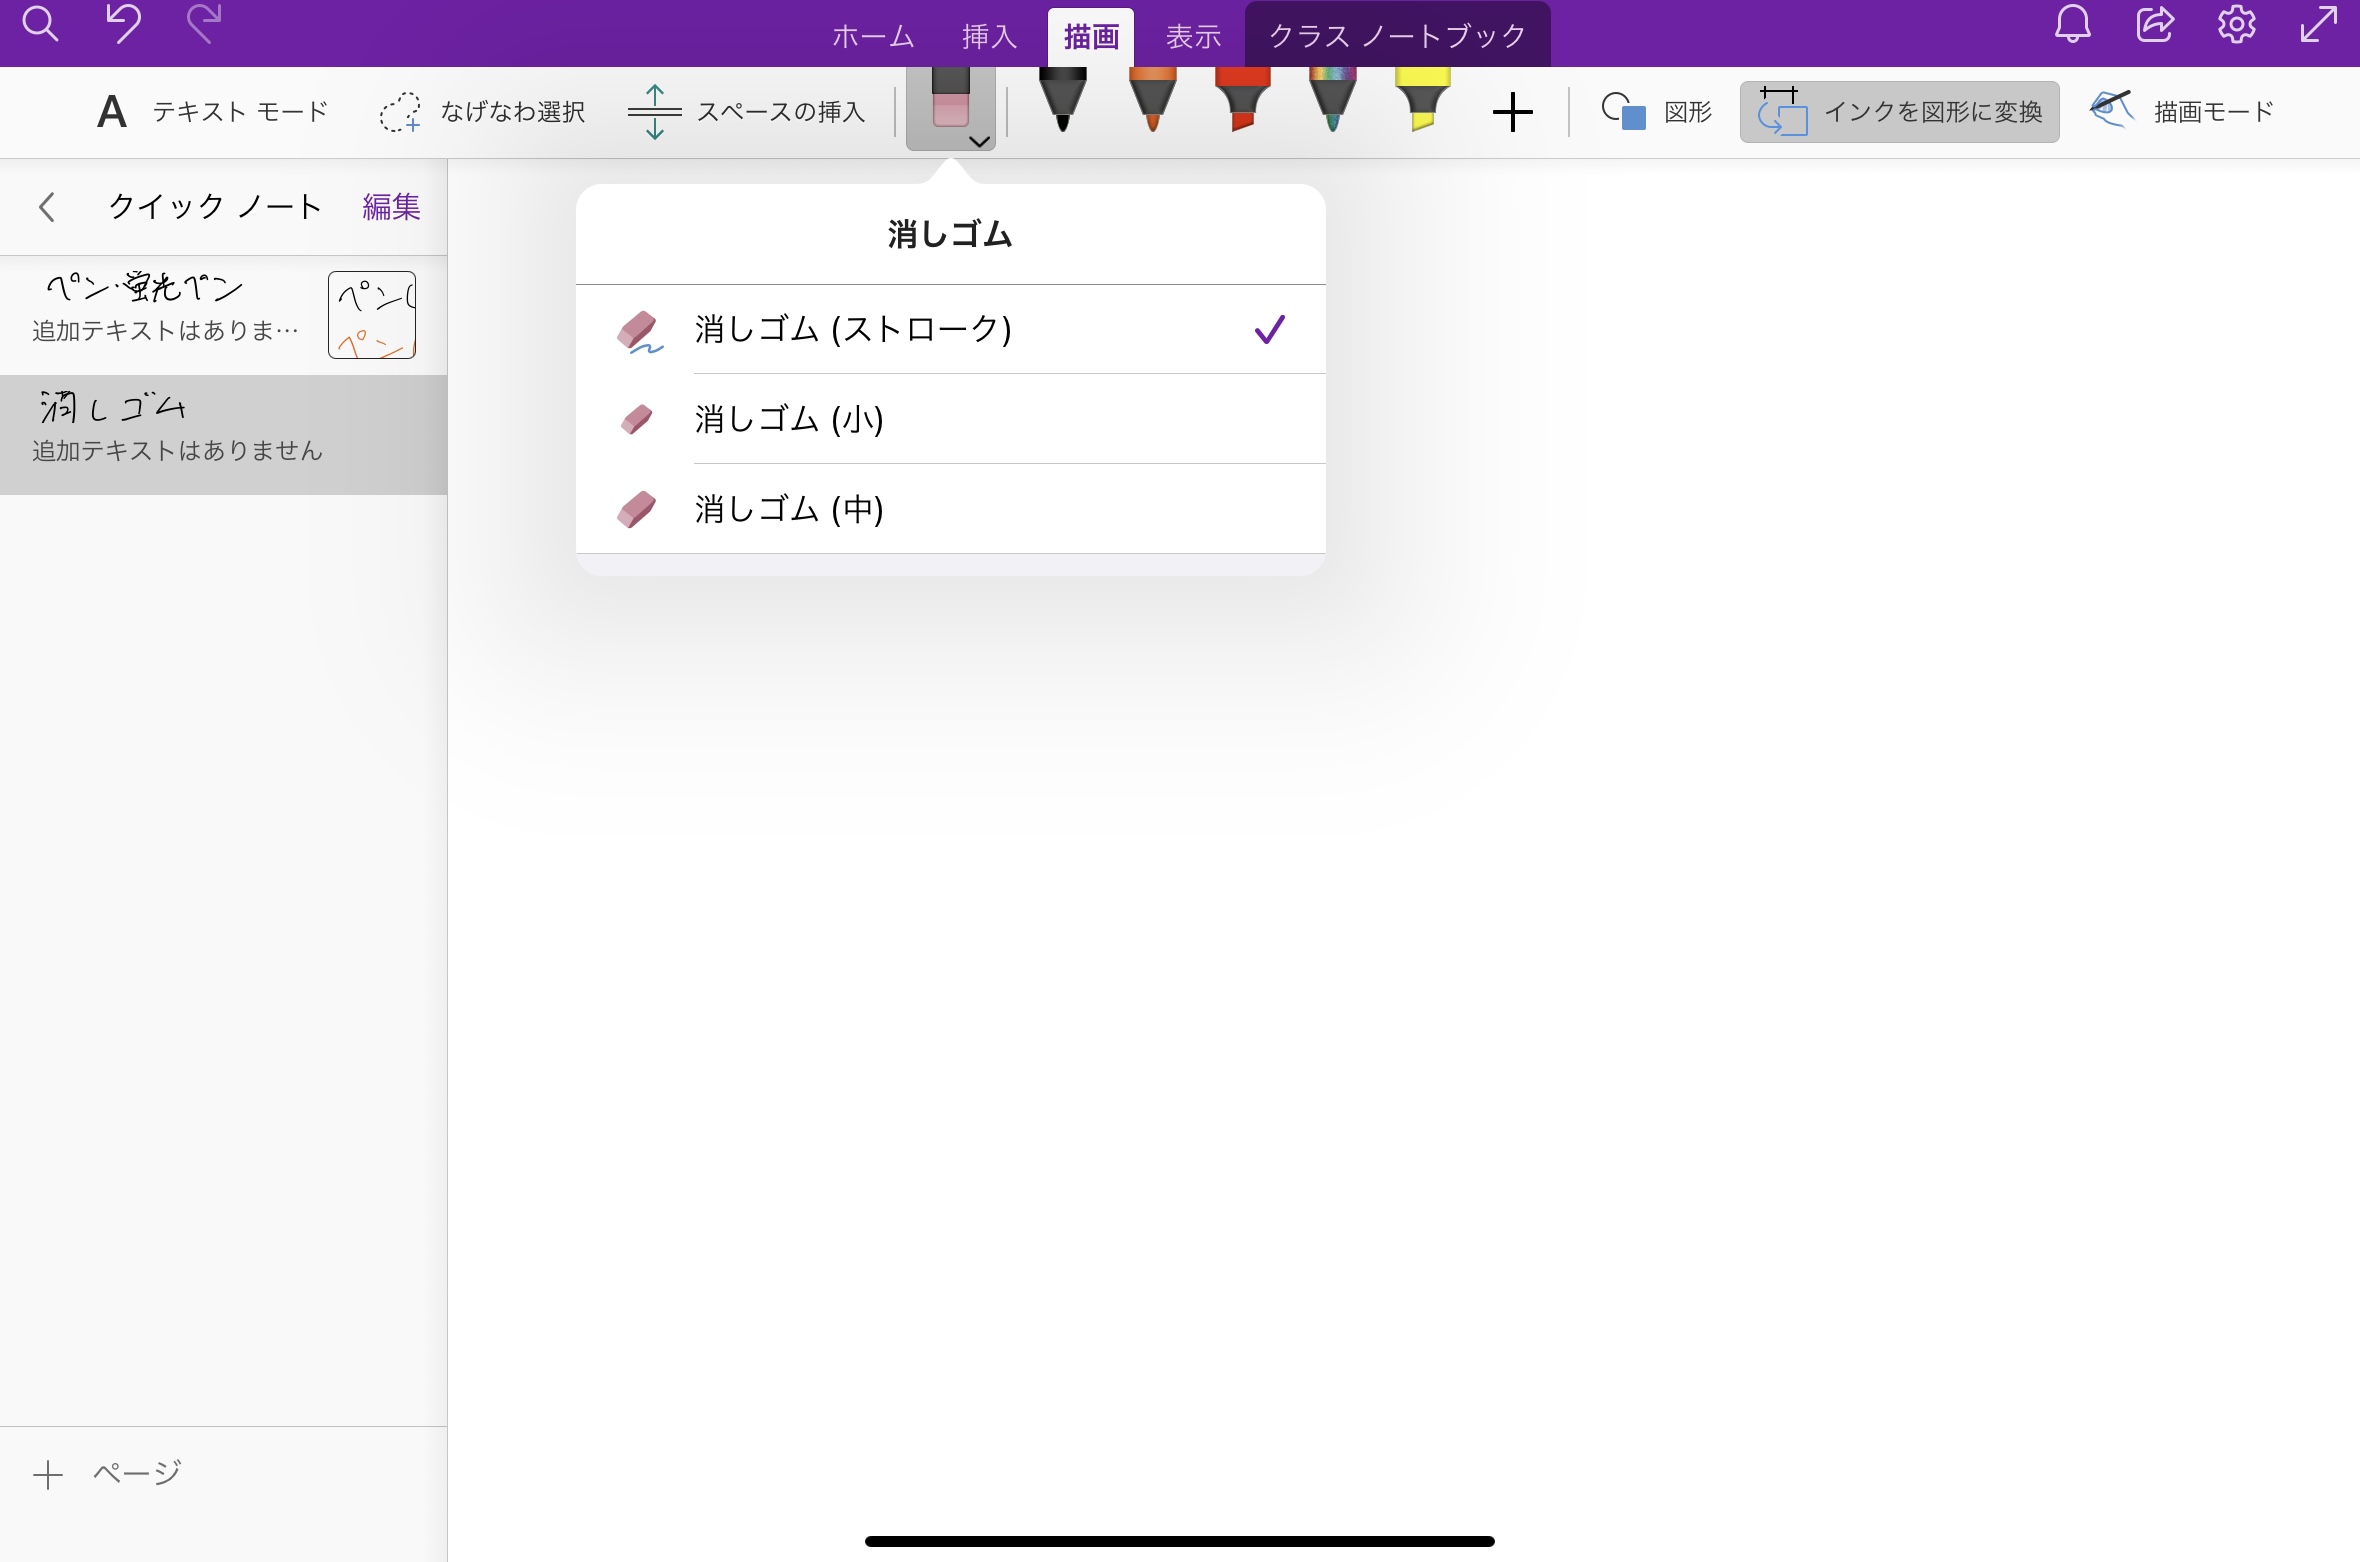 ホーム 挿入 描画 表示 クラス ノートブック
A テキスト モード なげなわ選択 スペースの挿入 図形 インクを図形に変換 描画モード
クイック ノート 編集
ペン・蛍光ペン
追加テキストはありま…
ペン(
ペン(
消しゴム
追加テキストはありません
ページ
消しゴム
消しゴム (ストローク)
消しゴム (小)
消しゴム (中)